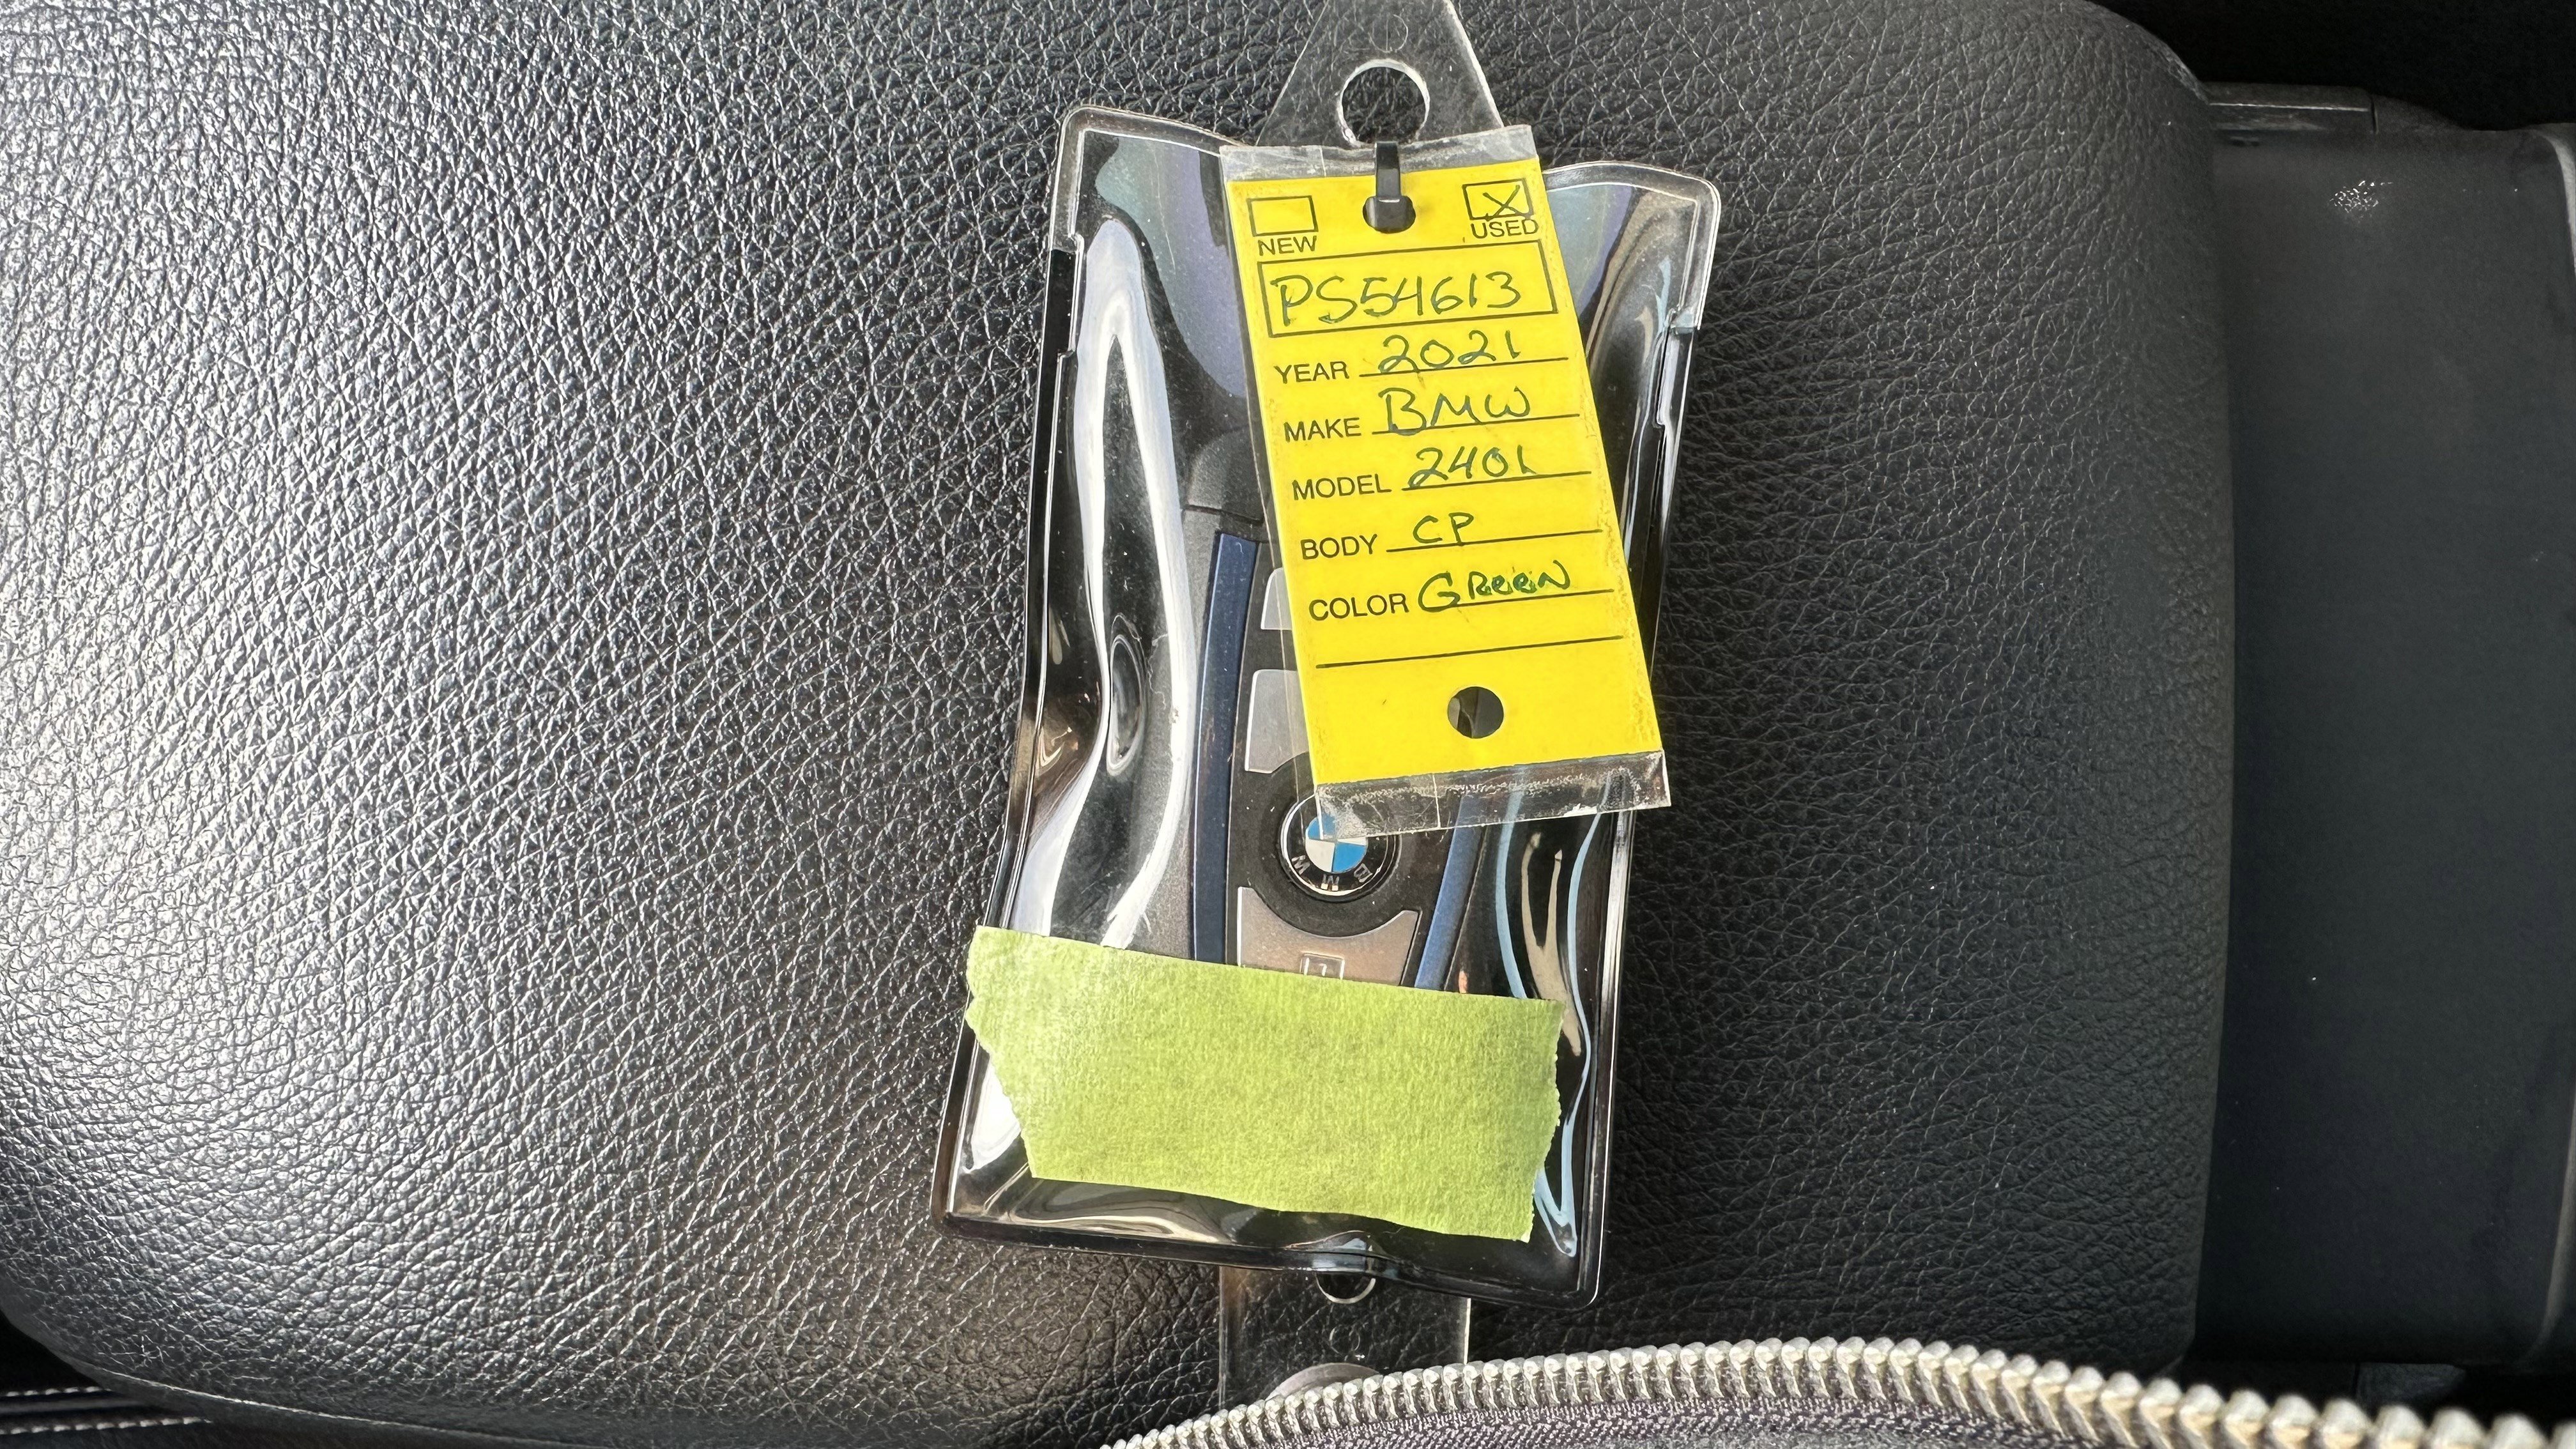 NEW USED
PS54613
YEAR 2021
MAKE BMW
MODEL 240i
BODY CP
COLOR GREEN
BMW